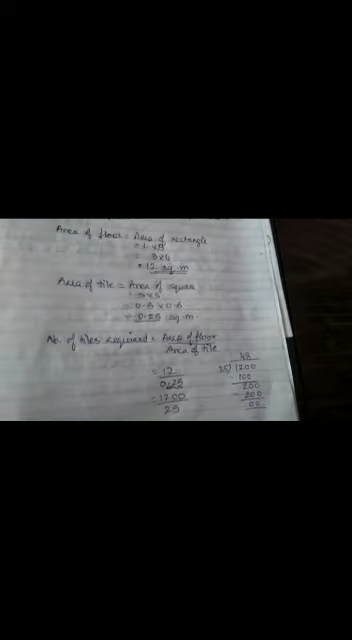 Area of floor = Area of rectangle
= l × B
= 3 × 4
= 12 sq. m
Area of tile = Area of square
= S × S
= 0.5 × 0.5
= 0.25 sq m.
No. of tiles required = Area of floor
Area of tile
= 12
0.25
= 1200
25
48
25)1200
100
200
200
00